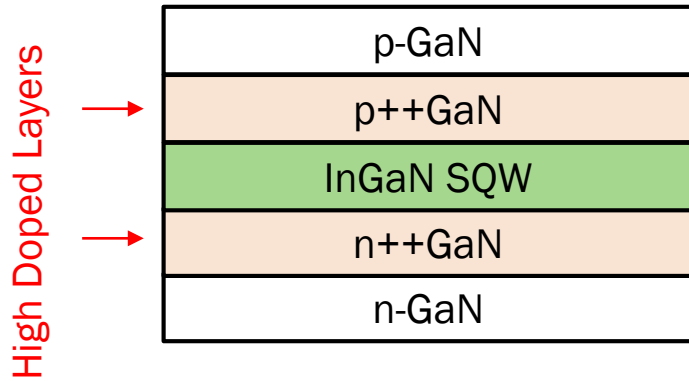 High Doped Layers
p-GaN
p++GaN
InGaN SQW
n++GaN
n-GaN